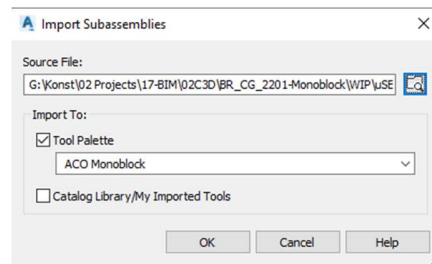 Import Subassemblies
Source File:
G:\Konst\02 Projects\17-BIM\02C3D\BR_CG_2201-Monoblock\WIP\µSE
Import To:
Tool Palette
ACO Monoblock
Catalog Library/My Imported Tools
OK Cancel Help